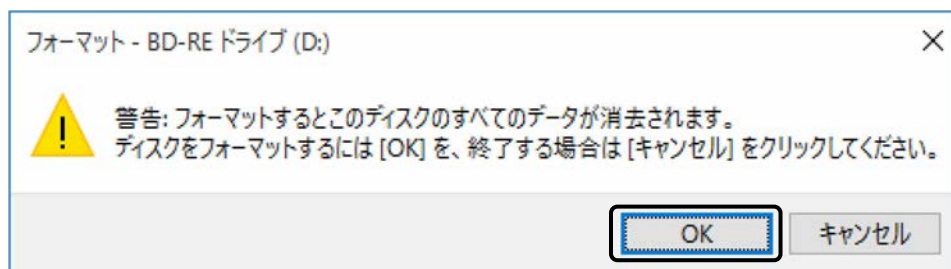 フォーマット - BD-RE ドライブ (D:)
警告: フォーマットするとこのディスクのすべてのデータが消去されます。
ディスクをフォーマットするには [OK] を、終了する場合は [キャンセル] をクリックしてください。
OK キャンセル